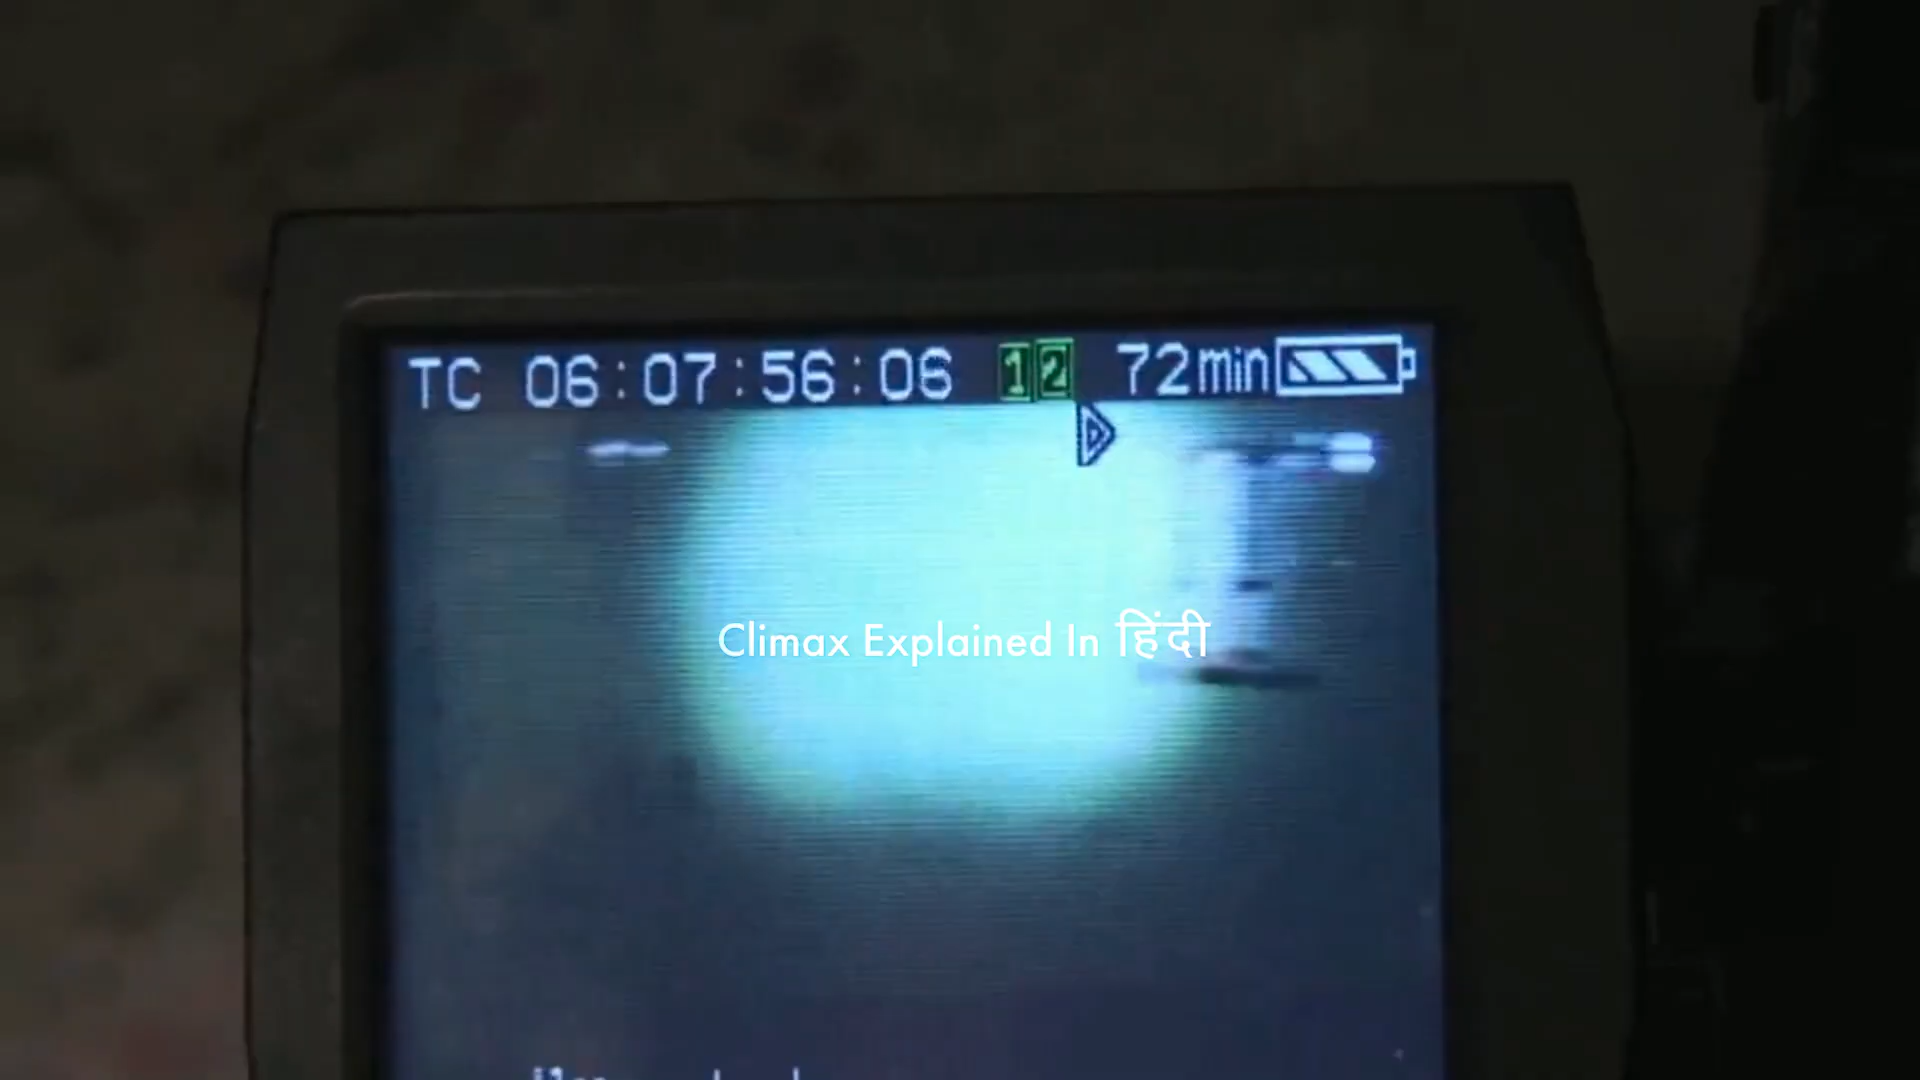 TC 06:07:56:06 12 72min
Climax Explained In हिंदी